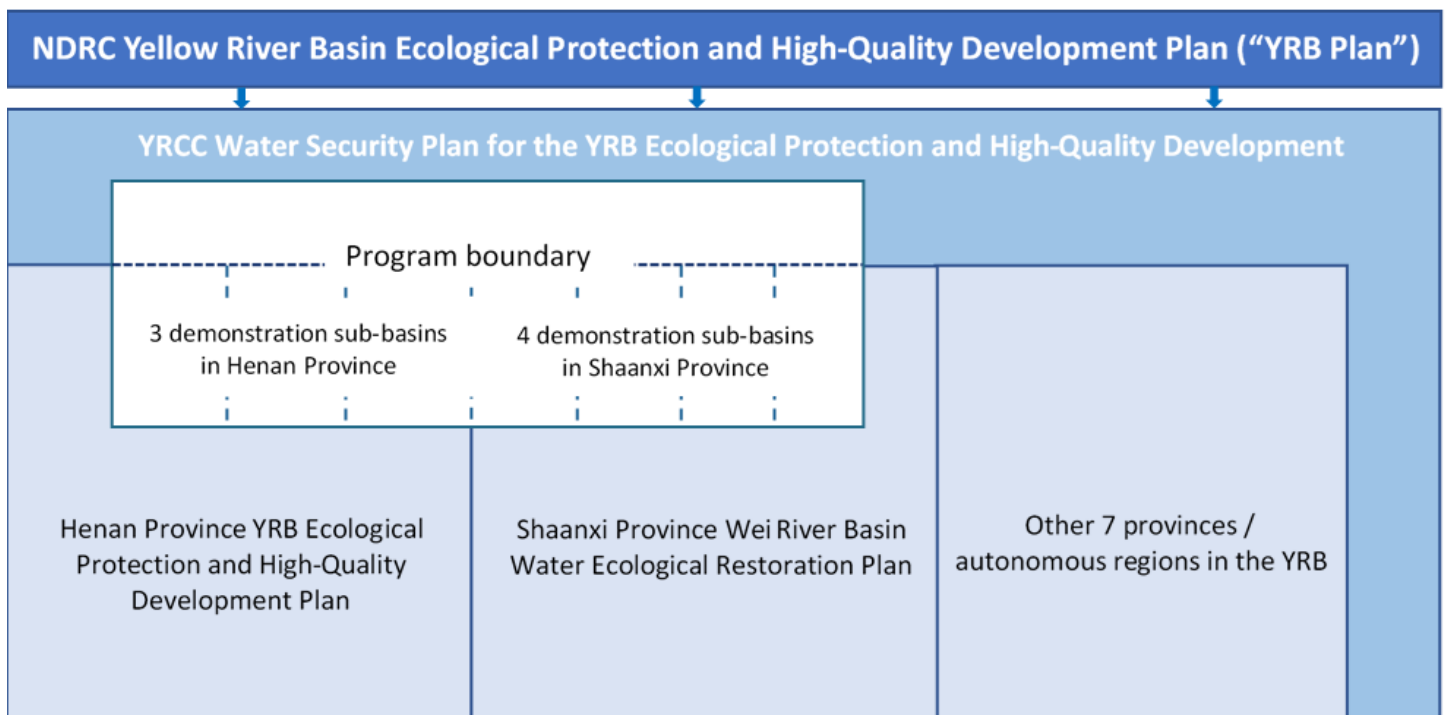 NDRC Yellow River Basin Ecological Protection and High-Quality Development Plan (“YRB Plan”)
YRCC Water Security Plan for the YRB Ecological Protection and High-Quality Development
Program boundary
3 demonstration sub-basins
in Henan Province
4 demonstration sub-basins
in Shaanxi Province
Henan Province YRB Ecological
Protection and High-Quality
Development Plan
Shaanxi Province Wei River Basin
Water Ecological Restoration Plan
Other 7 provinces /
autonomous regions in the YRB